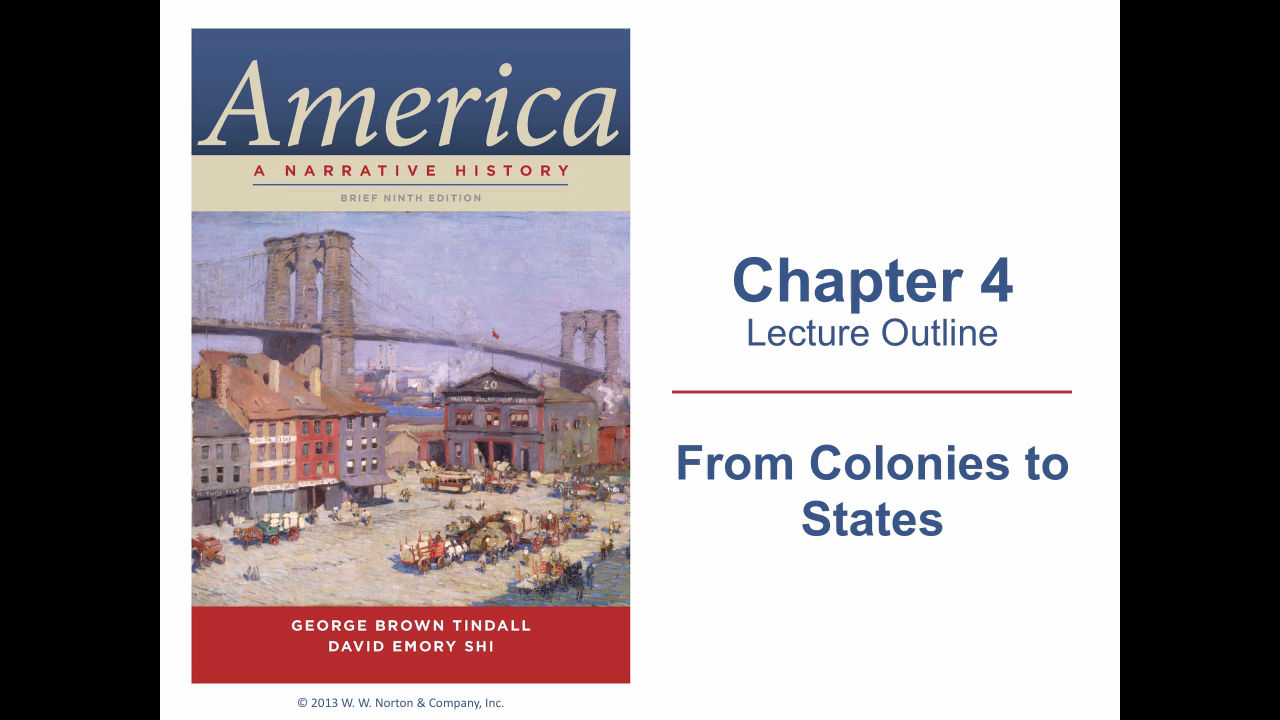 America
A NARRATIVE HISTORY
BRIEF NINTH EDITION
20
GEORGE BROWN TINDALL
DAVID EMORY SHI
© 2013 W. W. Norton & Company, Inc.
Chapter 4
Lecture Outline
From Colonies to
States